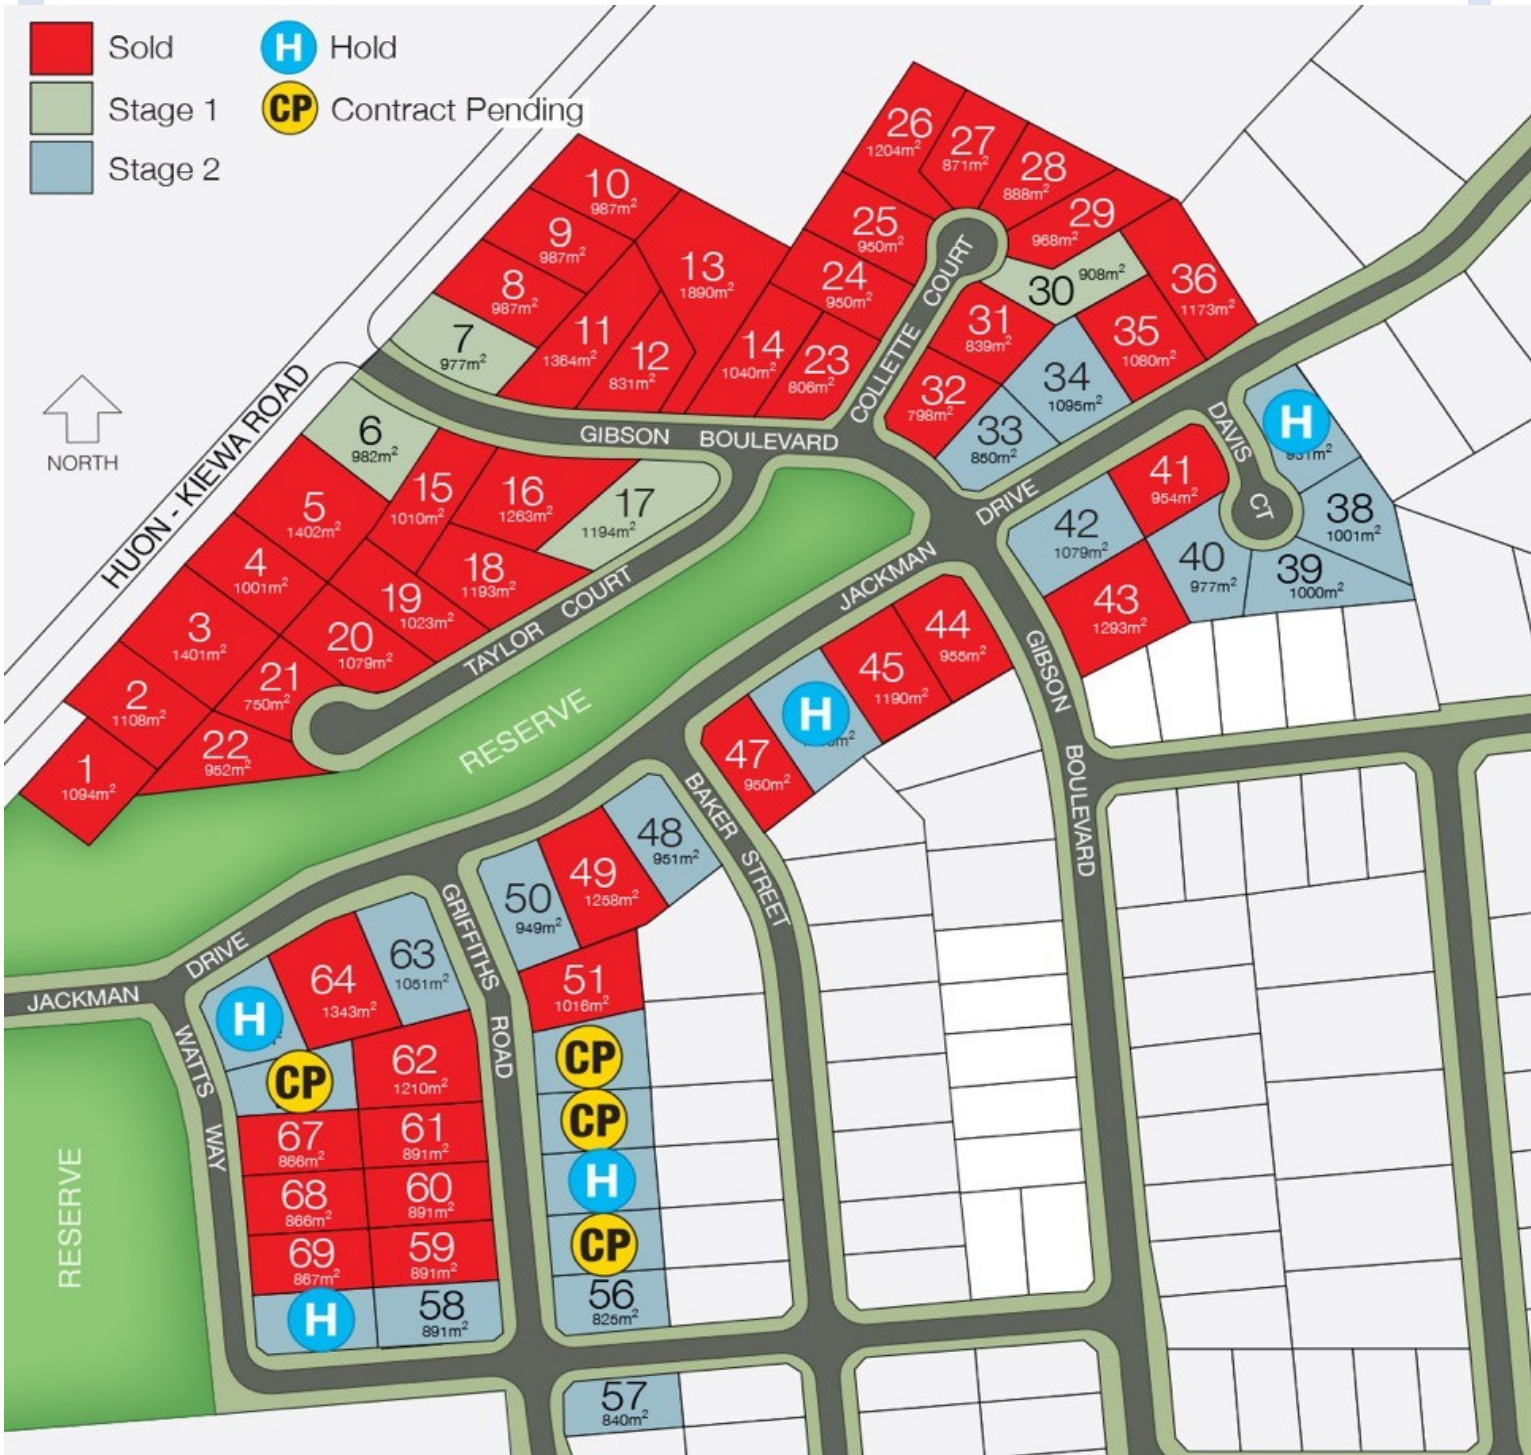 Sold
H Hold
Stage 1
CP Contract Pending
Stage 2
NORTH
HUON - KIEWA ROAD
10
987m²
9
987m²
8
987m²
7
977m²
13
1890m²
11
1364m²
12
831m²
14
1040m²
23
806m²
24
950m²
25
950m²
26
1204m²
27
871m²
28
888m²
29
968m²
30
908m²
36
1173m²
35
1080m²
31
839m²
32
798m²
34
1095m²
33
850m²
COLLETTE COURT
GIBSON BOULEVARD
6
982m²
5
1402m²
15
1010m²
16
1263m²
17
1194m²
4
1001m²
18
1193m²
19
1023m²
3
1401m²
20
1079m²
21
750m²
2
1108m²
22
952m²
1
1094m²
TAYLOR COURT
RESERVE
JACKMAN DRIVE
DAVIS CT
H
41
954m²
42
1079m²
38
1001m²
40
977m²
39
1000m²
43
1293m²
44
955m²
45
1190m²
H
47
950m²
GIBSON BOULEVARD
BAKER STREET
48
951m²
49
1258m²
50
949m²
GRIFFITHS ROAD
51
1016m²
63
1051m²
64
1343m²
JACKMAN DRIVE
WATTS WAY
H
CP
62
1210m²
CP
67
866m²
61
891m²
CP
68
866m²
60
891m²
H
69
867m²
59
891m²
CP
H
58
891m²
56
825m²
57
840m²
RESERVE